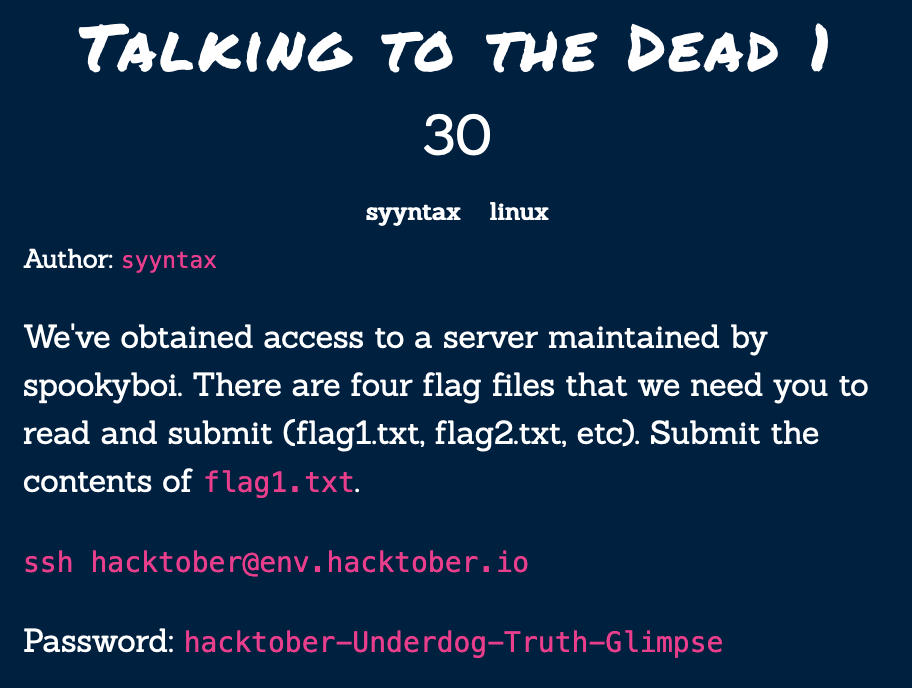 Talking to the Dead 1
30
syyntax linux
Author: syyntax
We've obtained access to a server maintained by
spookyboi. There are four flag files that we need you to
read and submit (flag1.txt, flag2.txt, etc). Submit the
contents of flag1.txt.
ssh hacktober@env.hacktober.io
Password: hacktober-Underdog-Truth-Glimpse